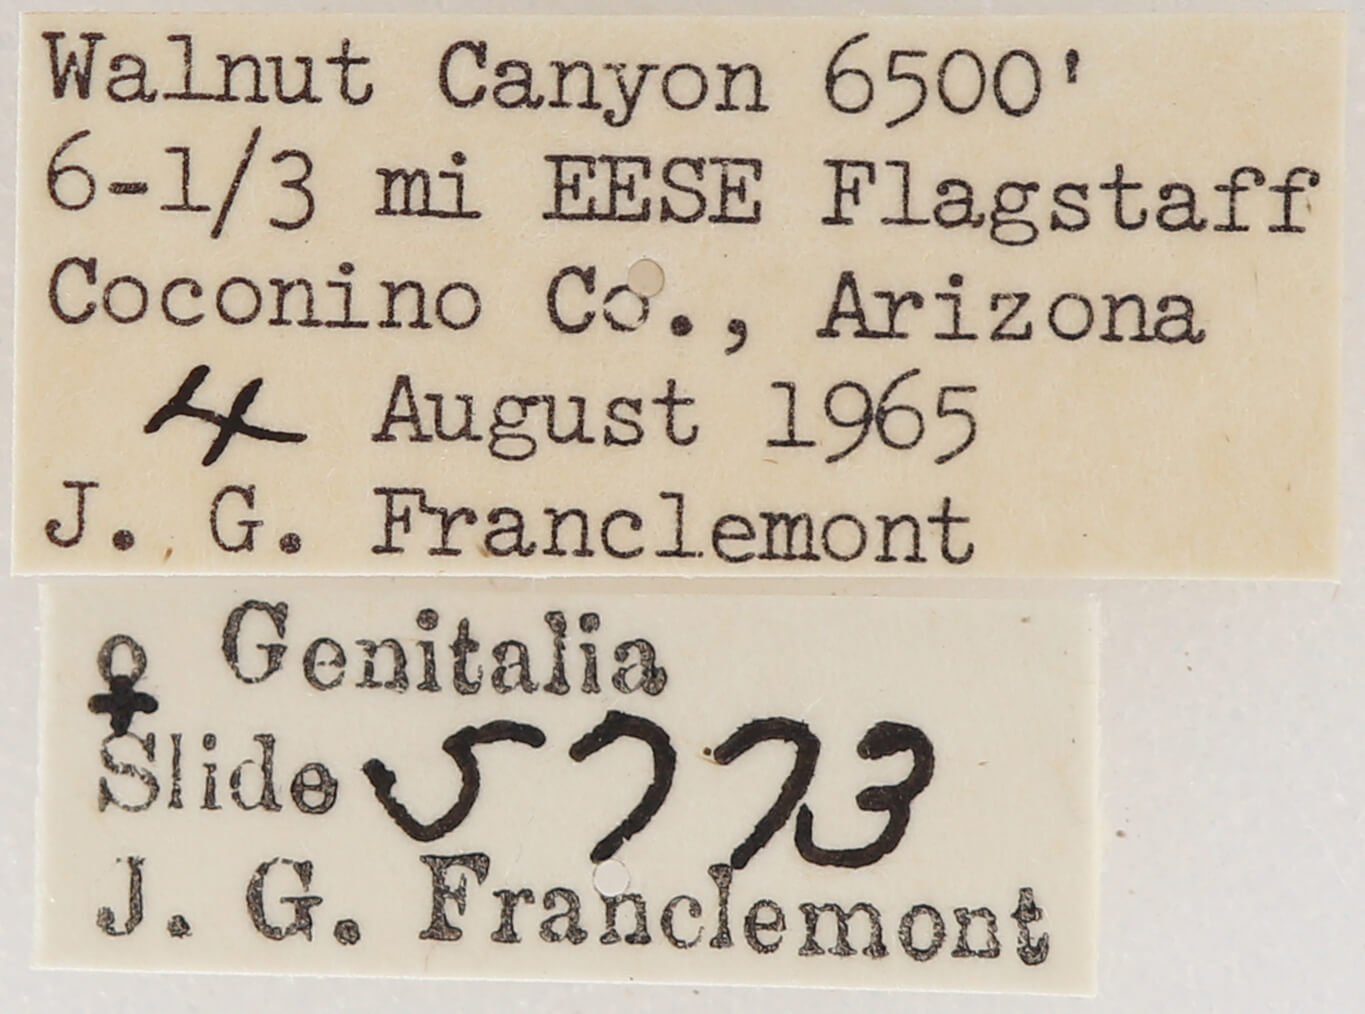 Walnut Canyon 6500'
6-1/3 mi EESE Flagstaff
Coconino Co., Arizona
4 August 1965
J. G. Franclemont
♀ Genitalia
Slide 5773
J. G. Franclemont